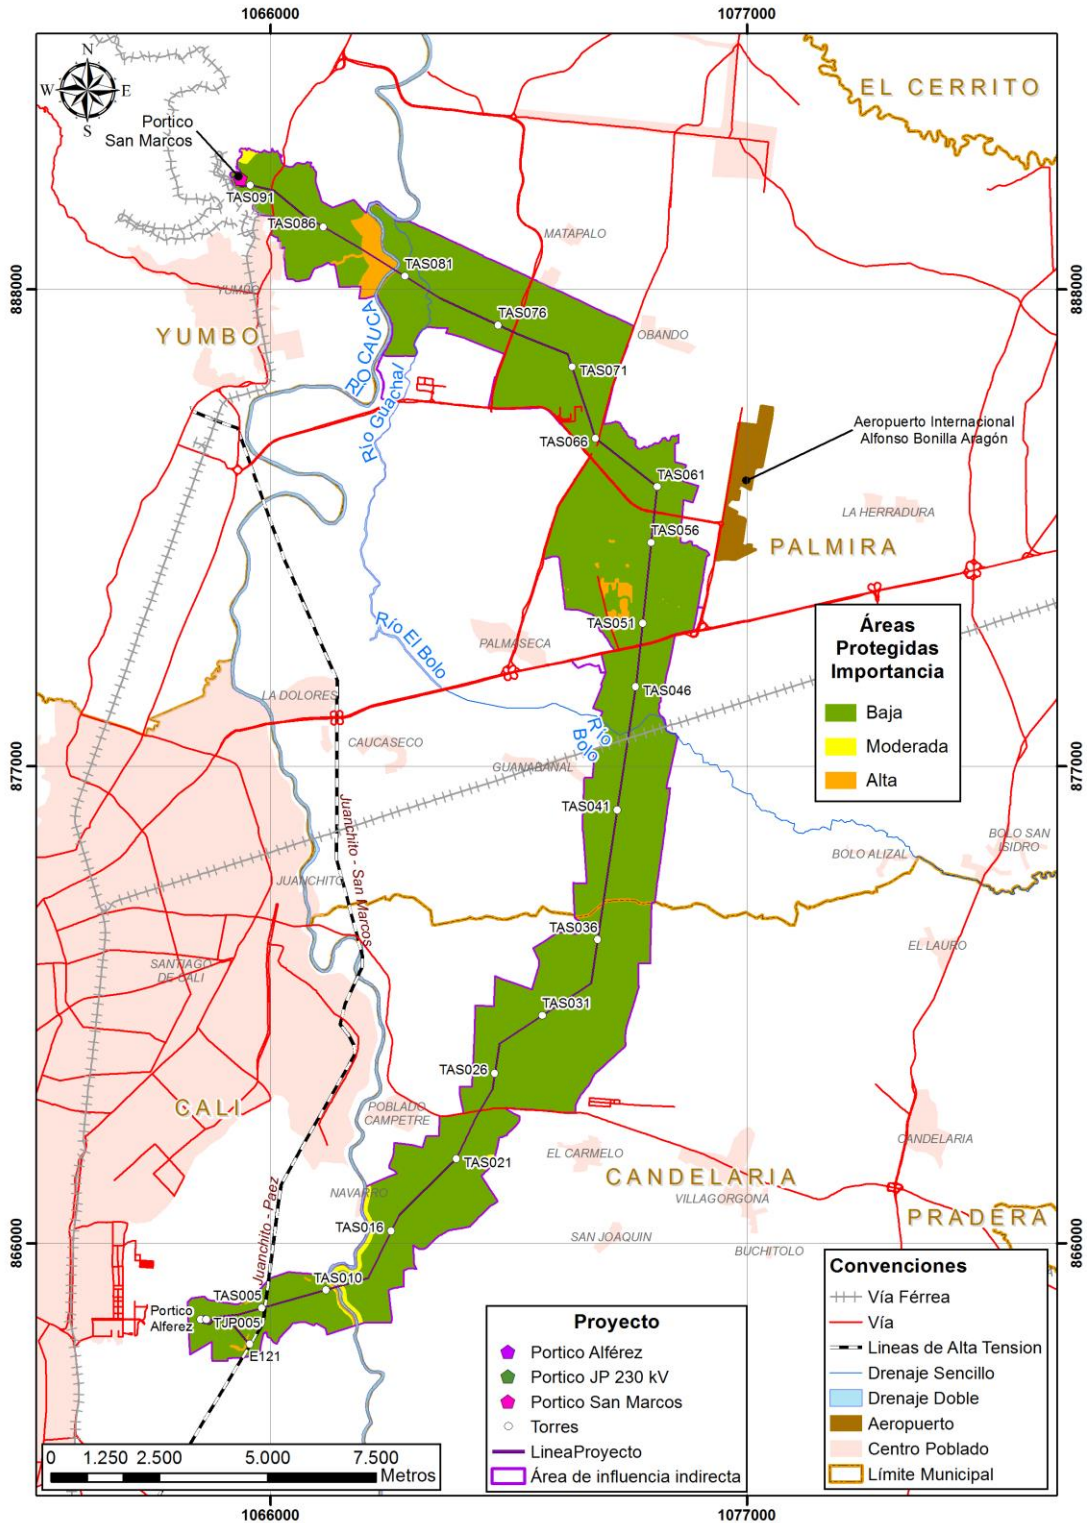 1066000
1077000
N
W
E
S
EL CERRITO
Portico
San Marcos
TAS091
TAS086
MATAPALO
TAS081
888000
888000
YUMBO
TAS076
YUMBO
RÍO CAUCA
OBANDO
TAS071
Río Guachal
Aeropuerto Internacional
Alfonso Bonilla Aragón
TAS066
TAS061
LA HERRADURA
TAS056
PALMIRA
Áreas
Protegidas
Importancia
Baja
Moderada
Alta
TAS051
Río El Bolo
PALMASECA
TAS046
LA DOLORES
Río
Bolo
CAUCASECO
877000
877000
GUANABANAL
TAS041
Juanchito - San Marcos
BOLO SAN
ISIDRO
BOLO ALIZAL
JUANCHITO
TAS036
EL LAURO
SANTIAGO
DE CALI
TAS031
TAS026
CALI
POBLADO
CAMPETRE
CANDELARIA
EL CARMELO
TAS021
CANDELARIA
VILLAGORGONA
NAVARRO
Juanchito - Paez
TAS016
PRADERA
SAN JOAQUIN
BUCHITOLO
866000
866000
TAS010
TAS005
Portico
Alferez
TJP005
E121
Convenciones
Vía Férrea
Vía
Lineas de Alta Tension
Drenaje Sencillo
Drenaje Doble
Aeropuerto
Centro Poblado
Límite Municipal
Proyecto
Portico Alférez
Portico JP 230 kV
Portico San Marcos
Torres
LineaProyecto
Área de influencia indirecta
0 1.250 2.500 5.000 7.500
Metros
1066000
1077000